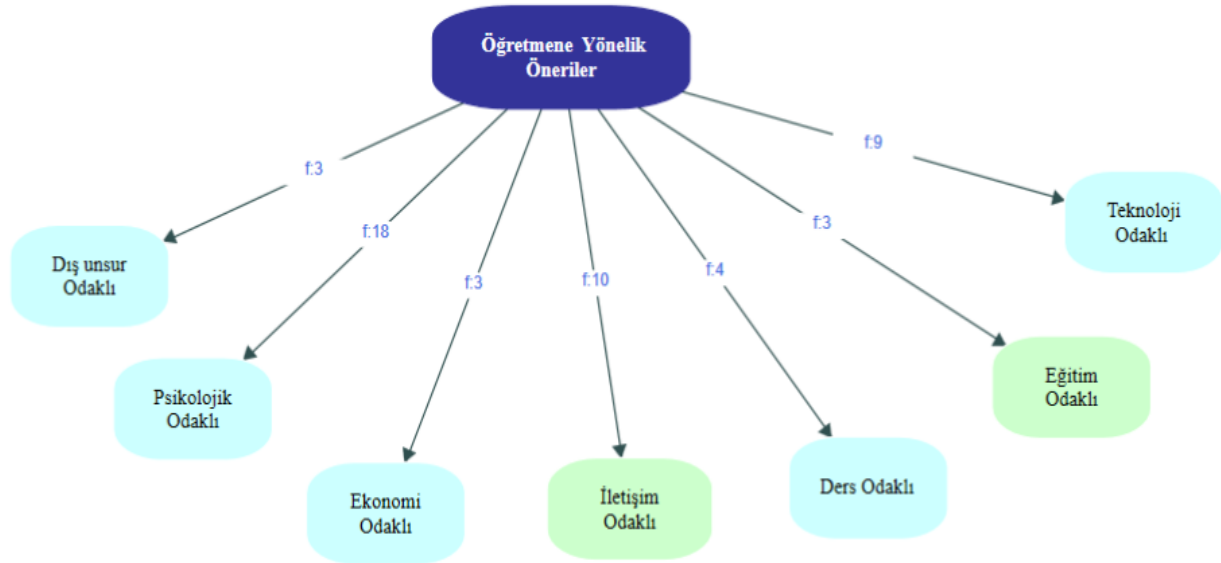 Öğretmene Yönelik
Öneriler
f:9
f:3
f:18
f:3
f:10
f:4
f:3
Teknoloji
Odaklı
Dış unsur
Odaklı
Psikolojik
Odaklı
Eğitim
Odaklı
Ekonomi
Odaklı
İletişim
Odaklı
Ders Odaklı